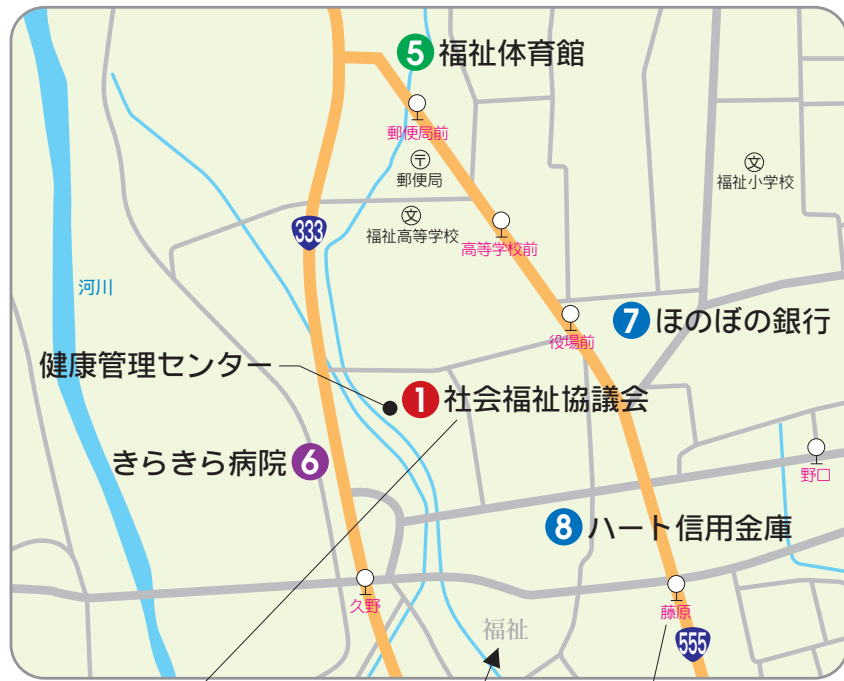 5 福祉体育館
郵便局前
〒
郵便局
文
福祉小学校
文
福祉高等学校
333
高等学校前
河川
7 ほのぼの銀行
役場前
健康管理センター
1 社会福祉協議会
きらきら病院 6
野口
8 ハート信用金庫
久野
藤原
福祉
555